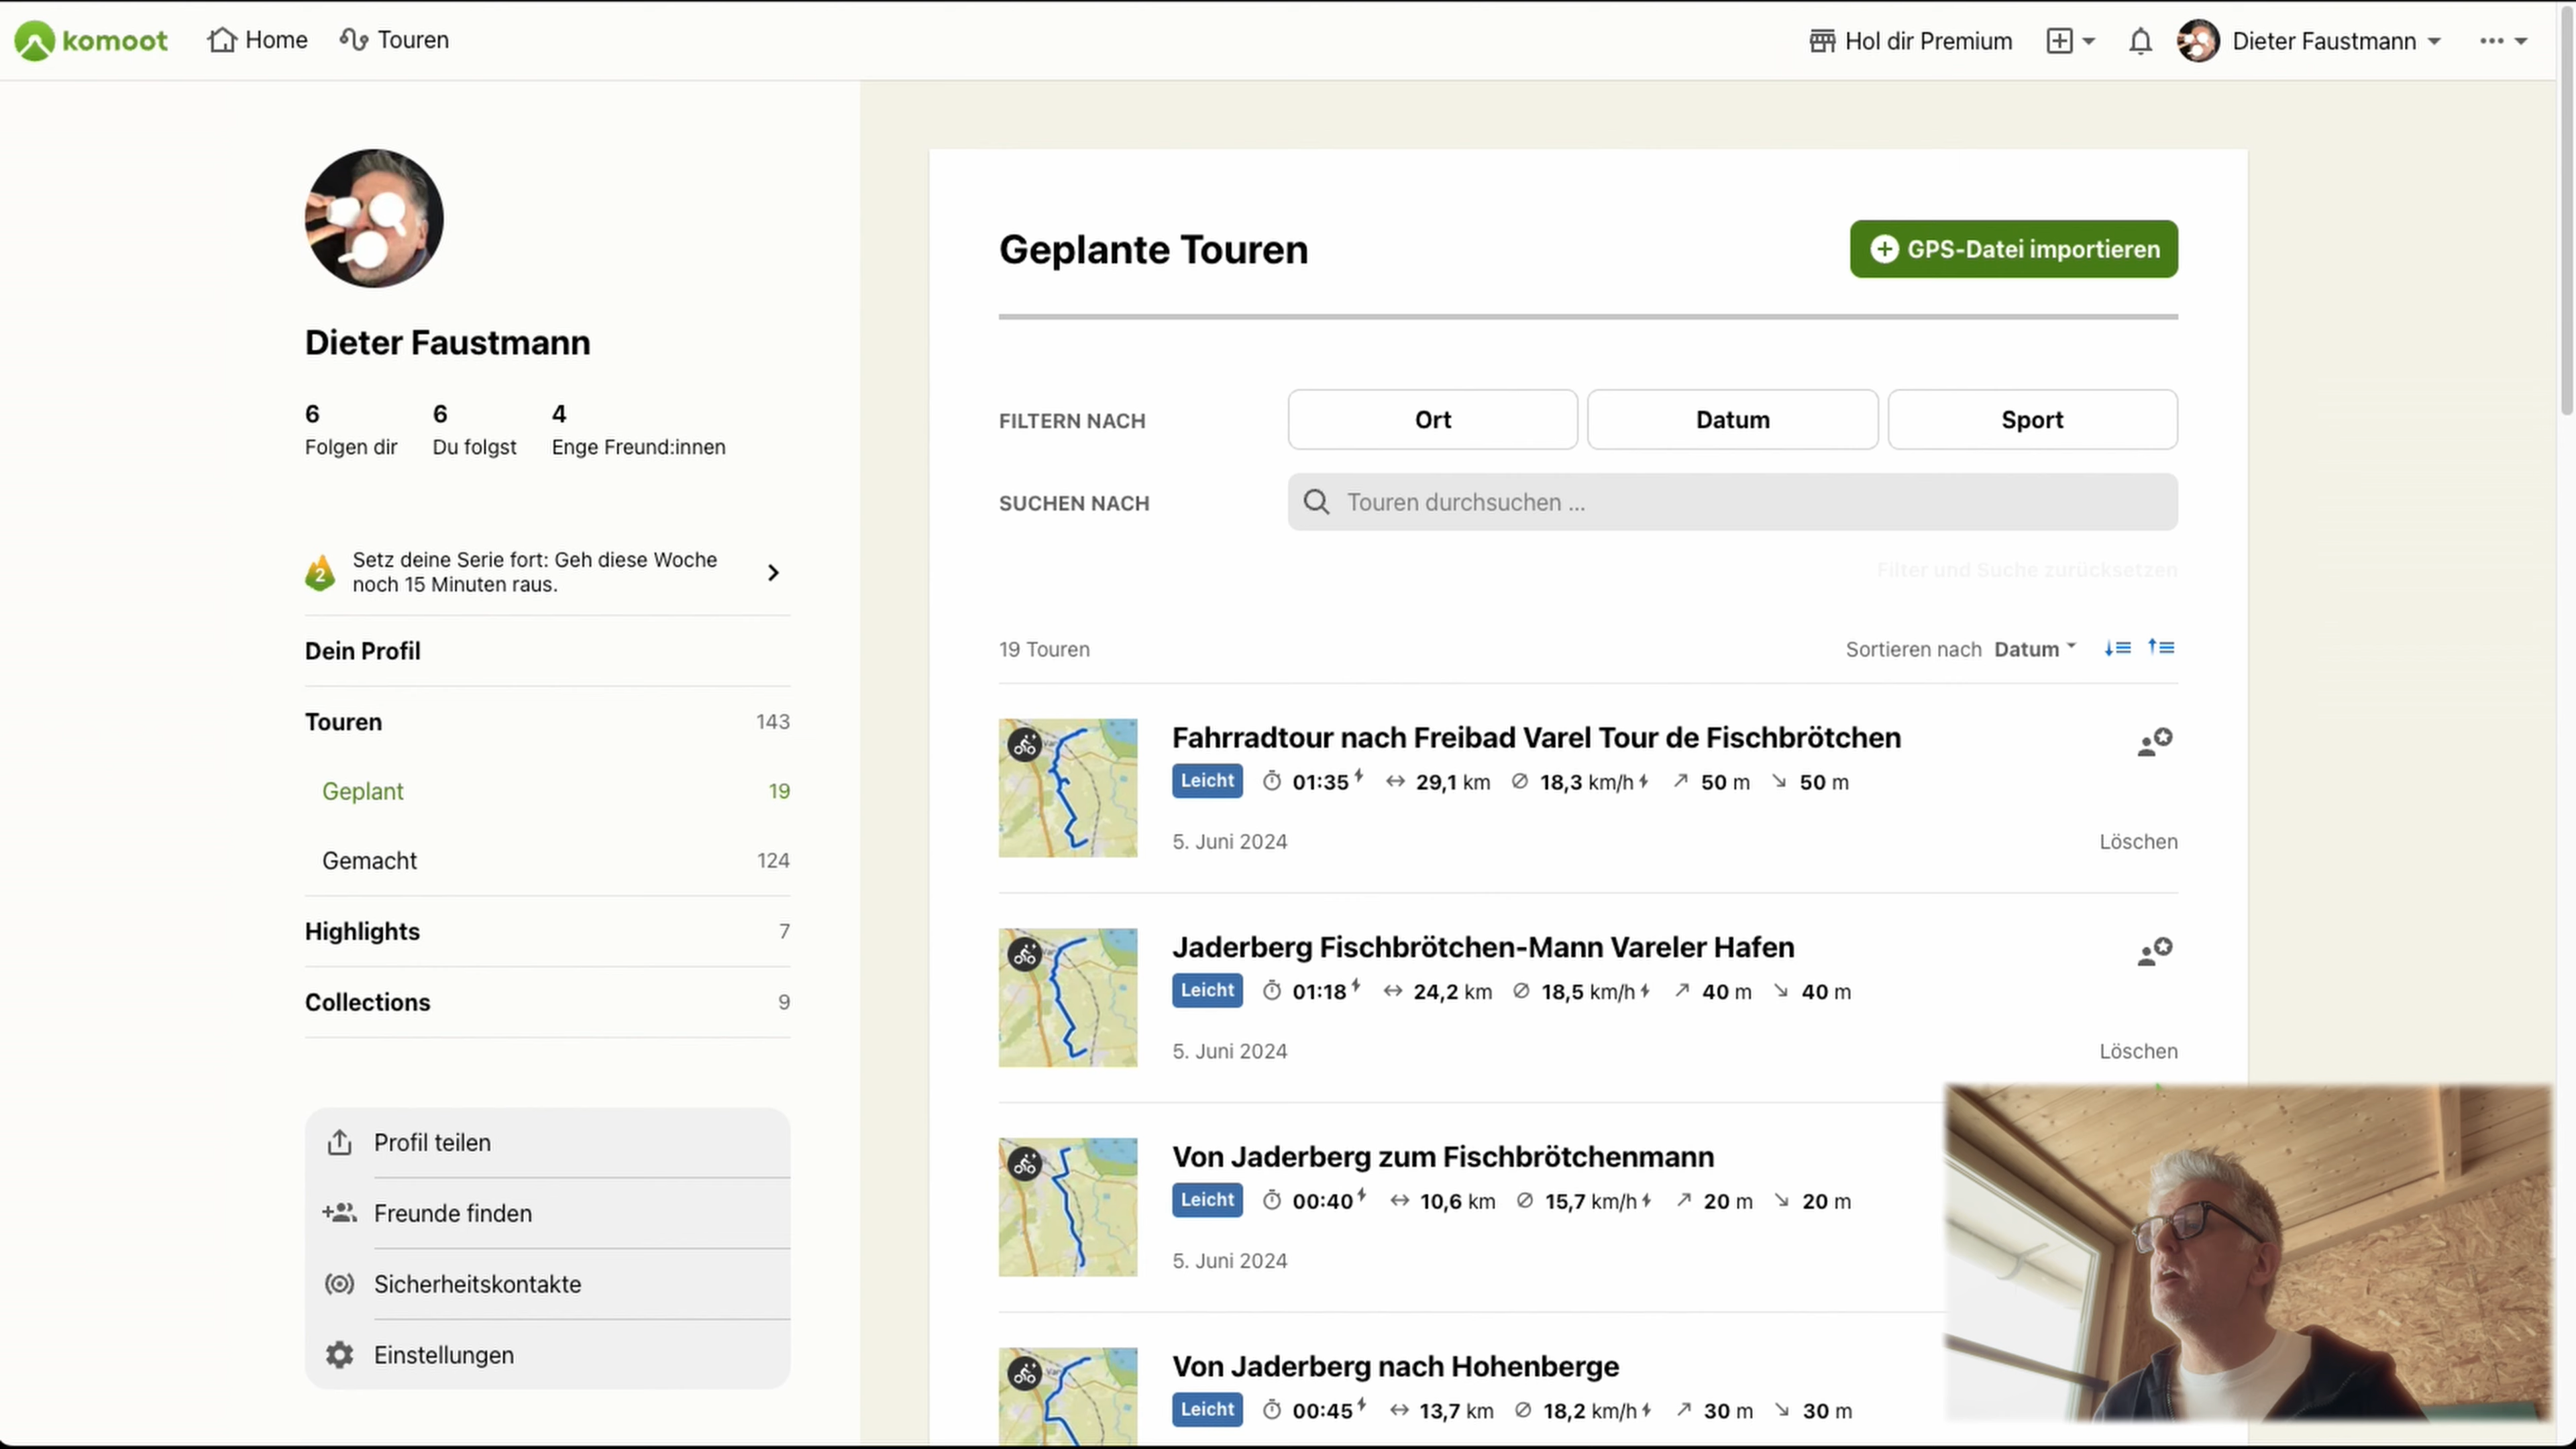 komoot
Home
Touren
Hol dir Premium
Dieter Faustmann
Dieter Faustmann
6
Folgen dir
6
Du folgst
4
Enge Freund:innen
2
Setz deine Serie fort: Geh diese Woche
noch 15 Minuten raus.
Dein Profil
Touren 143
Geplant 19
Gemacht 124
Highlights 7
Collections 9
Profil teilen
Freunde finden
Sicherheitskontakte
Einstellungen
Geplante Touren
GPS-Datei importieren
FILTERN NACH
Ort
Datum
Sport
SUCHEN NACH
Touren durchsuchen ...
Filter und Suche zurücksetzen
19 Touren
Sortieren nach Datum
Fahrradtour nach Freibad Varel Tour de Fischbrötchen
Leicht 01:35 29,1 km 18,3 km/h 50 m 50 m
5. Juni 2024
Löschen
Jaderberg Fischbrötchen-Mann Vareler Hafen
Leicht 01:18 24,2 km 18,5 km/h 40 m 40 m
5. Juni 2024
Löschen
Von Jaderberg zum Fischbrötchenmann
Leicht 00:40 10,6 km 15,7 km/h 20 m 20 m
5. Juni 2024
Von Jaderberg nach Hohenberge
Leicht 00:45 13,7 km 18,2 km/h 30 m 30 m